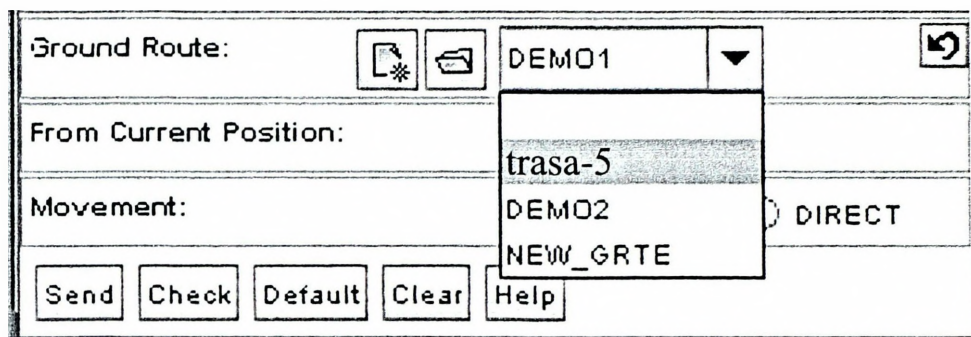 Ground Route: DEMO1
From Current Position:
trasa-5
Movement: DEMO2 DIRECT
NEW_GRTE
Send Check Default Clear Help